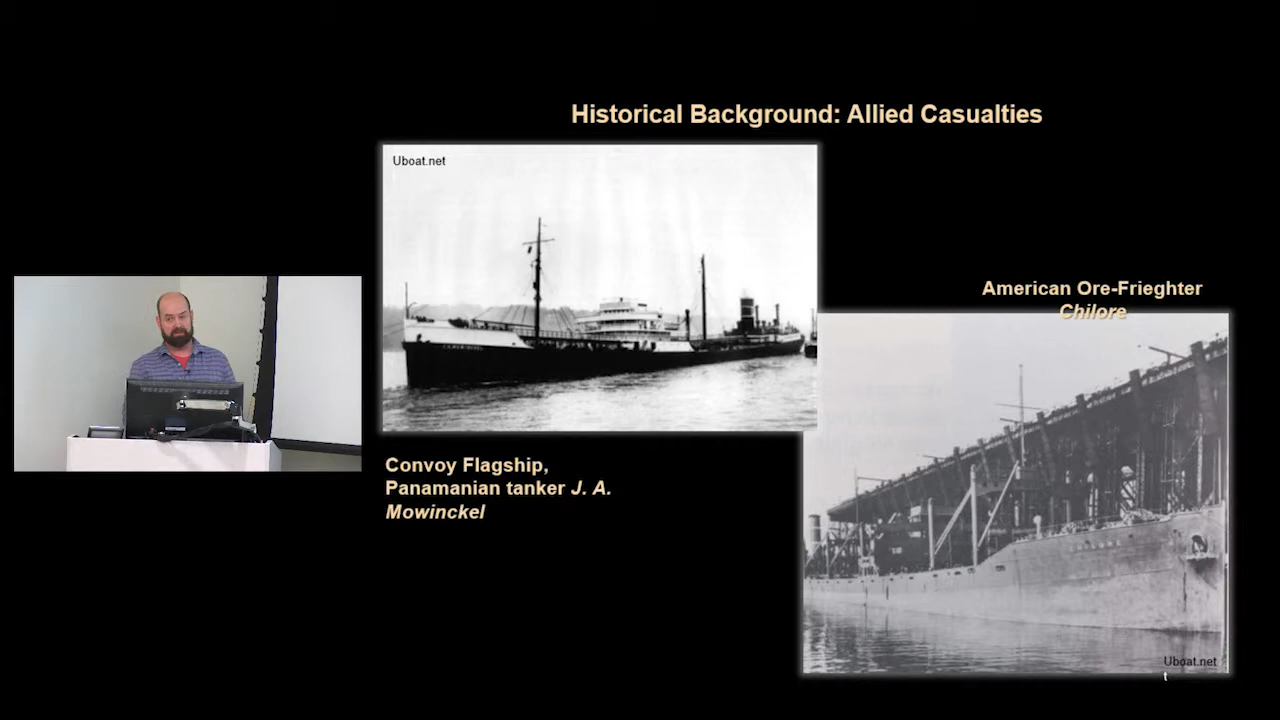 Historical Background: Allied Casualties
Uboat.net
American Ore-Frieghter
Chilore
Convoy Flagship,
Panamanian tanker J. A.
Mowinckel
Uboat.net
t